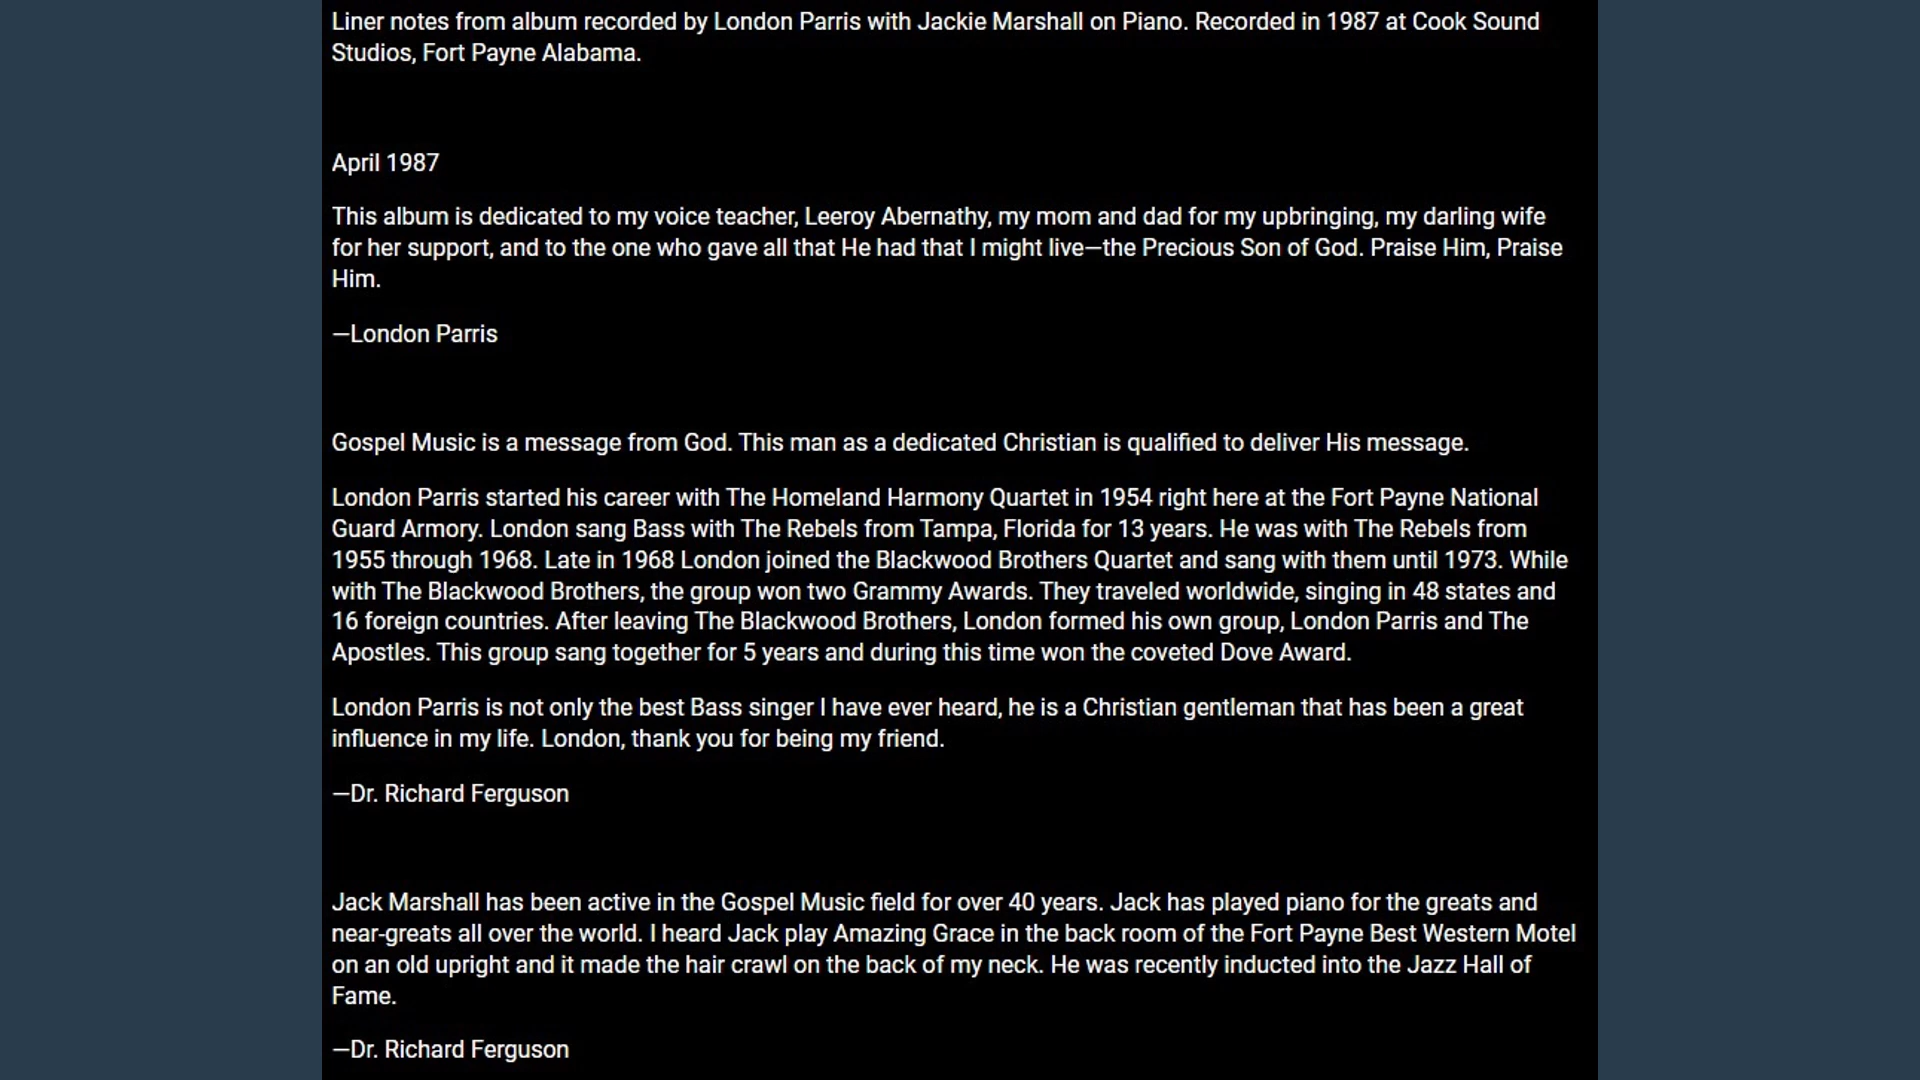 Liner notes from album recorded by London Parris with Jackie Marshall on Piano. Recorded in 1987 at Cook Sound
Studios, Fort Payne Alabama.
April 1987
This album is dedicated to my voice teacher, Leeroy Abernathy, my mom and dad for my upbringing, my darling wife
for her support, and to the one who gave all that He had that I might live—the Precious Son of God. Praise Him, Praise
Him.
—London Parris
Gospel Music is a message from God. This man as a dedicated Christian is qualified to deliver His message.
London Parris started his career with The Homeland Harmony Quartet in 1954 right here at the Fort Payne National
Guard Armory. London sang Bass with The Rebels from Tampa, Florida for 13 years. He was with The Rebels from
1955 through 1968. Late in 1968 London joined the Blackwood Brothers Quartet and sang with them until 1973. While
with The Blackwood Brothers, the group won two Grammy Awards. They traveled worldwide, singing in 48 states and
16 foreign countries. After leaving The Blackwood Brothers, London formed his own group, London Parris and The
Apostles. This group sang together for 5 years and during this time won the coveted Dove Award.
London Parris is not only the best Bass singer I have ever heard, he is a Christian gentleman that has been a great
influence in my life. London, thank you for being my friend.
—Dr. Richard Ferguson
Jack Marshall has been active in the Gospel Music field for over 40 years. Jack has played piano for the greats and
near-greats all over the world. I heard Jack play Amazing Grace in the back room of the Fort Payne Best Western Motel
on an old upright and it made the hair crawl on the back of my neck. He was recently inducted into the Jazz Hall of
Fame.
—Dr. Richard Ferguson